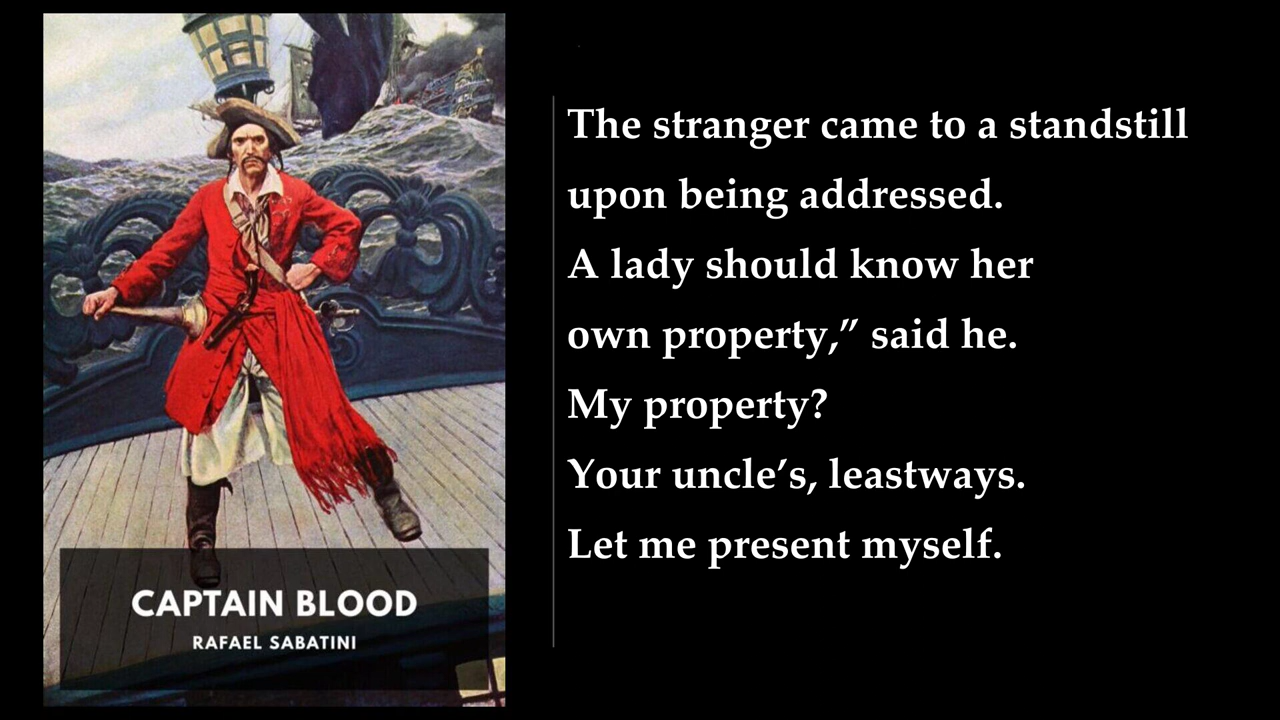 CAPTAIN BLOOD
RAFAEL SABATINI
The stranger came to a standstill
upon being addressed.
A lady should know her
own property,” said he.
My property?
Your uncle’s, leastways.
Let me present myself.